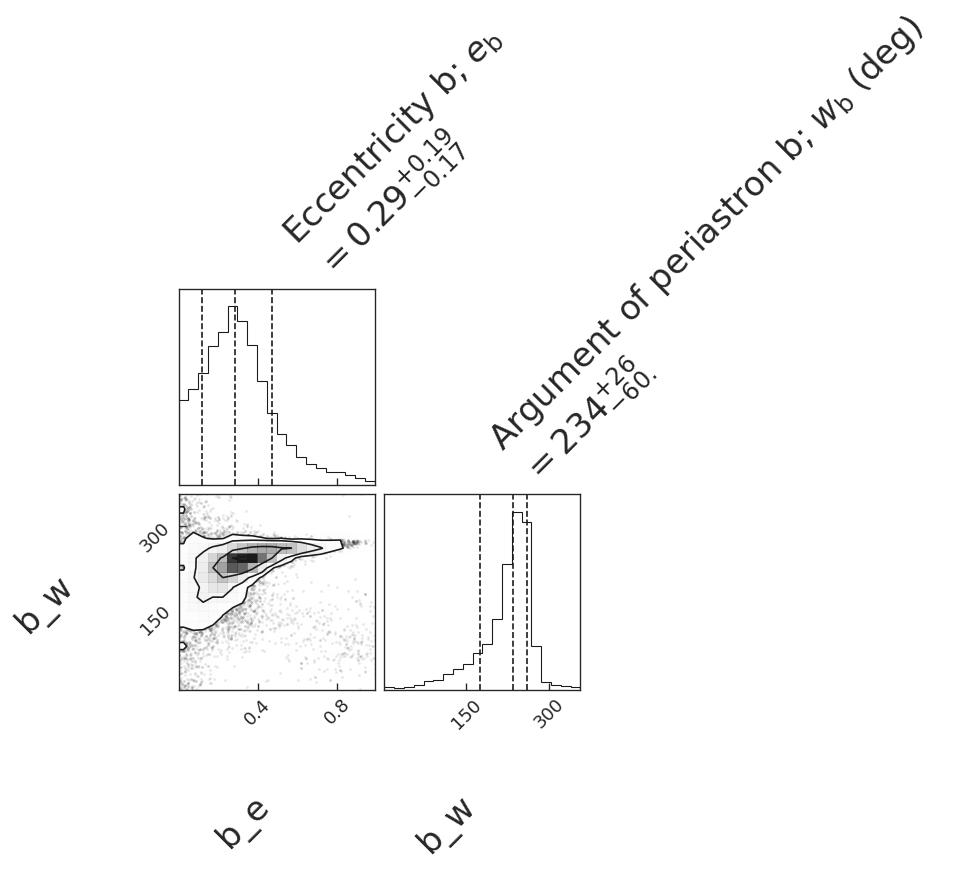 Eccentricity b; e_b
= 0.29^{+0.19}_{−0.17}
Argument of periastron b; w_b (deg)
= 234^{+26}_{−60.}
300
150
b_w
0.4
0.8
150
300
b_e
b_w